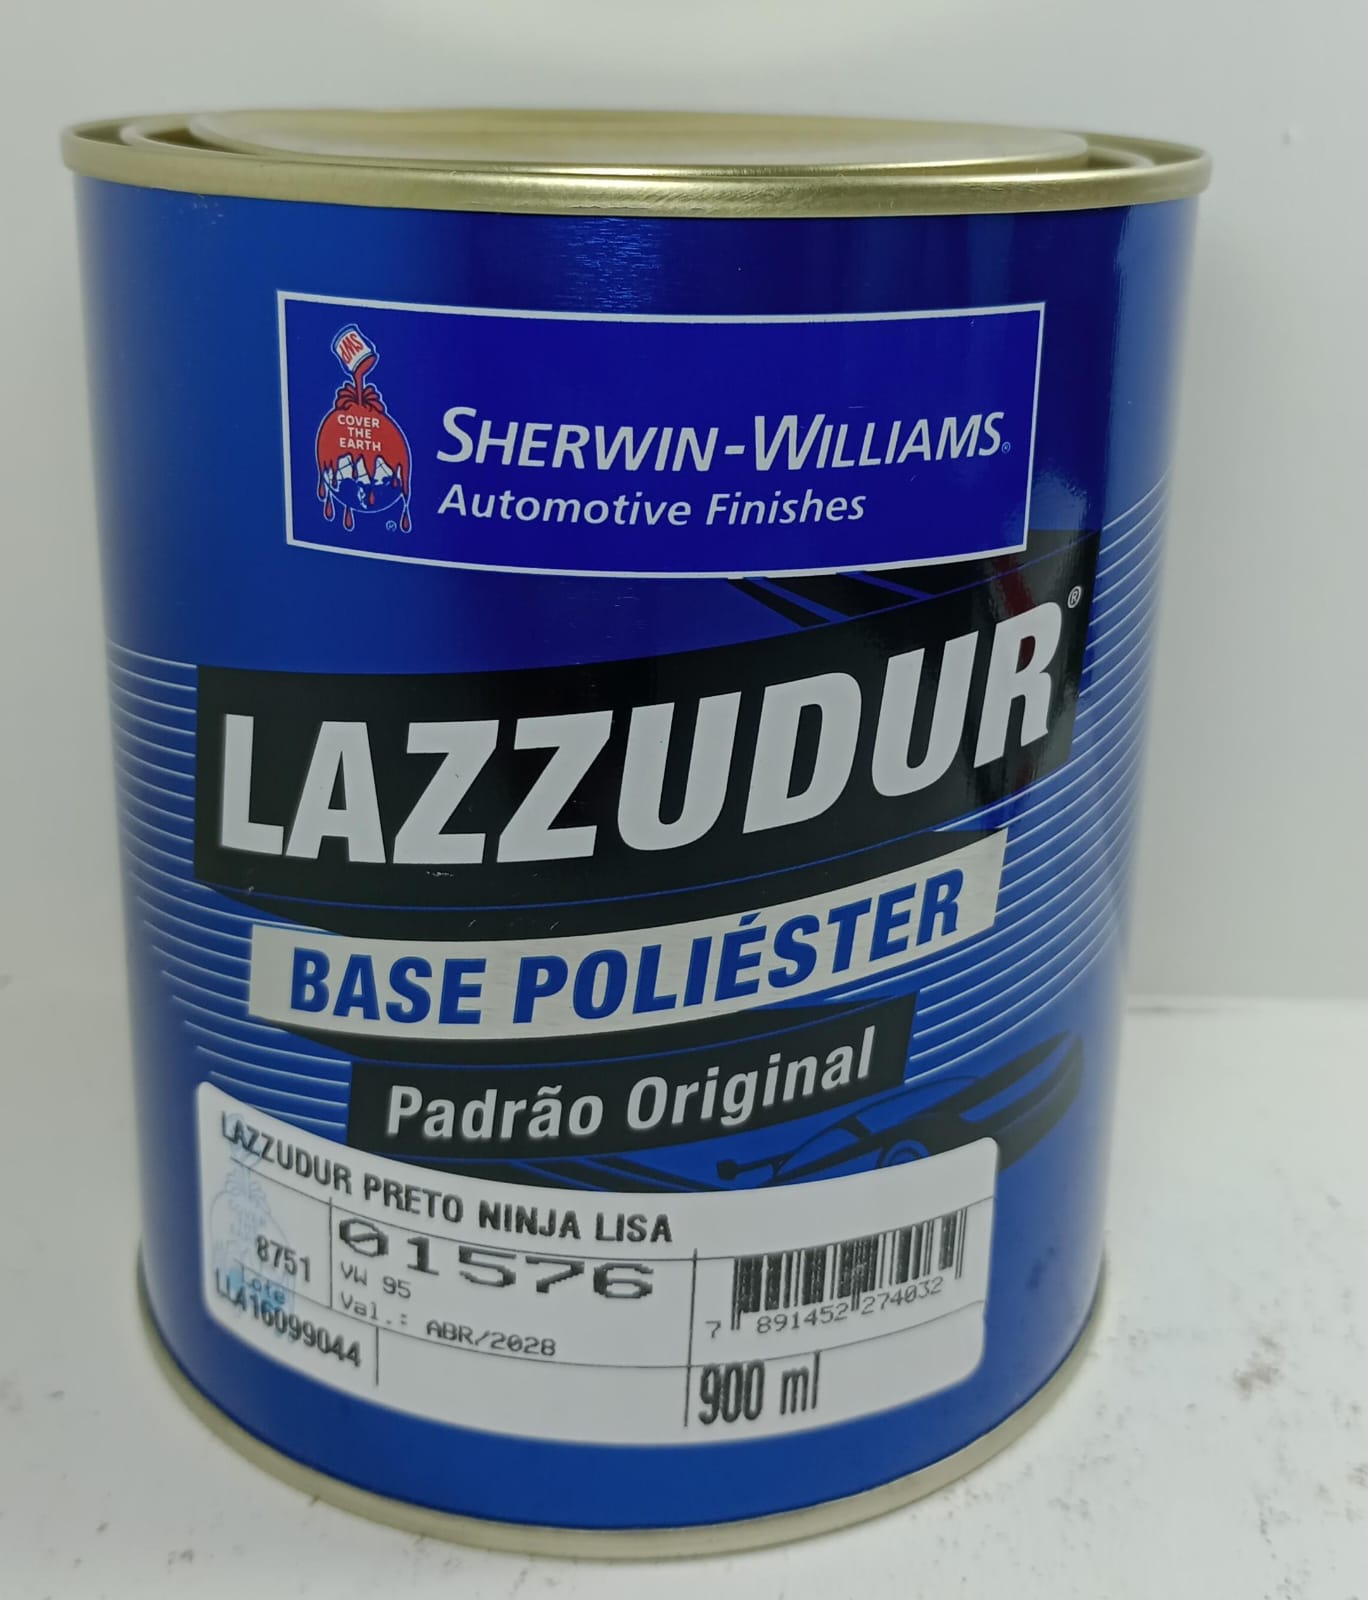 SWP
COVER
THE
EARTH
SHERWIN-WILLIAMS®
Automotive Finishes
LAZZUDUR®
BASE POLIÉSTER
Padrão Original
LAZZUDUR PRETO NINJA LISA
8751
01576
VW 95
Lote
Val.: ABR/2028
7 891452 274032
900 ml